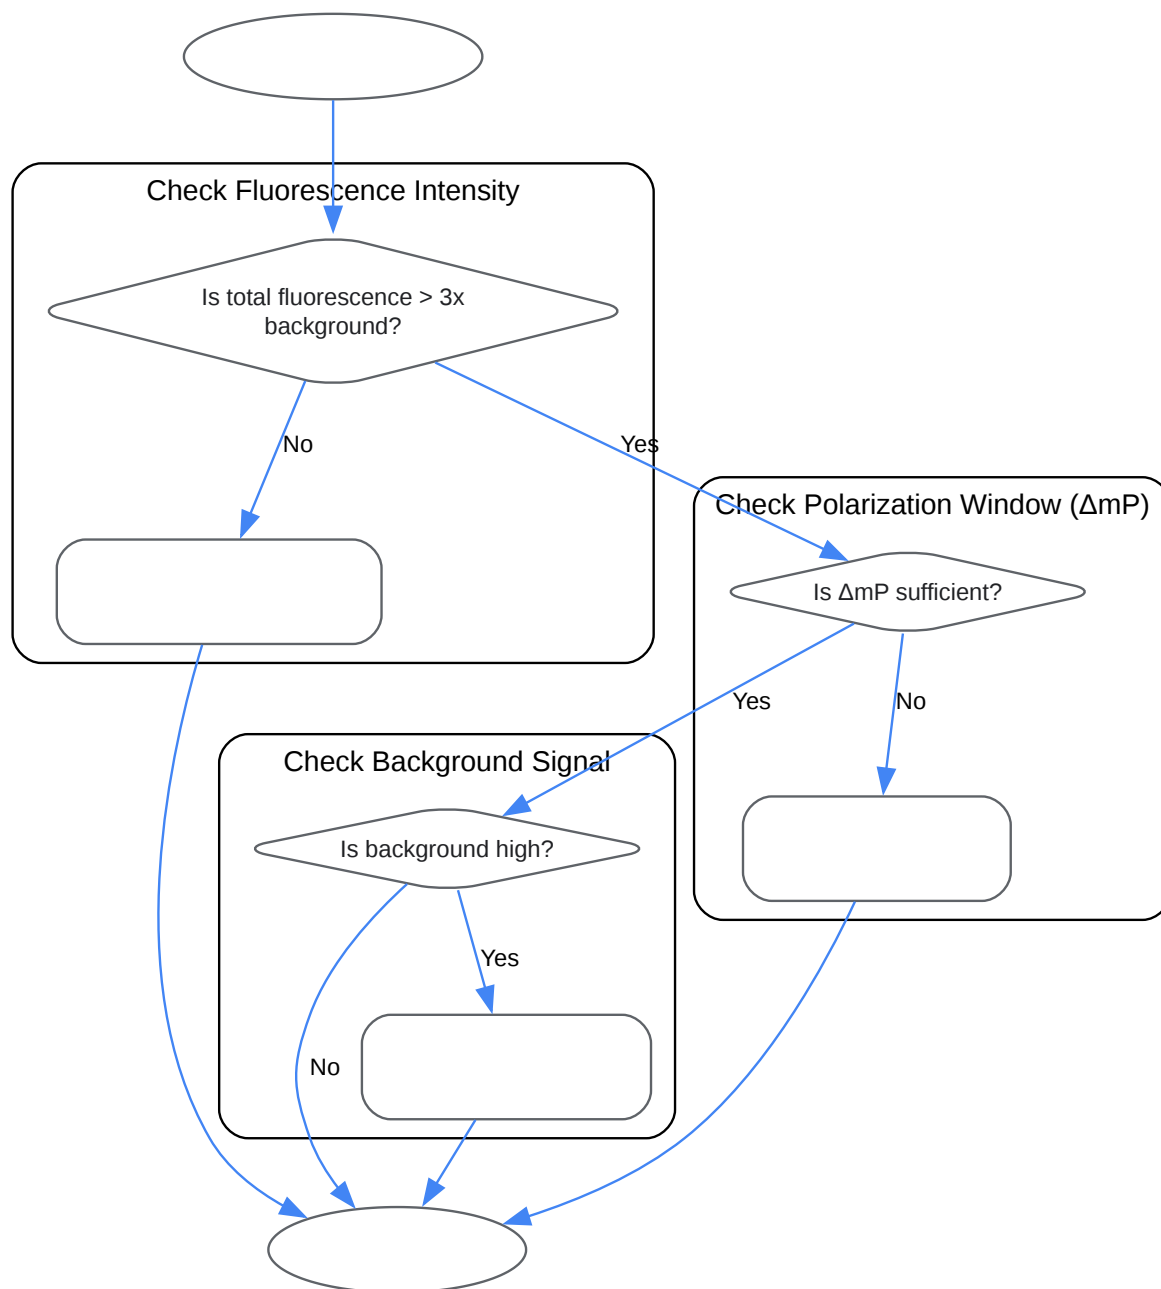 Check Fluorescence Intensity
Is total fluorescence > 3x
background?
No
Yes
Check Polarization Window (ΔmP)
Is ΔmP sufficient?
Yes
No
Check Background Signal
Is background high?
Yes
No